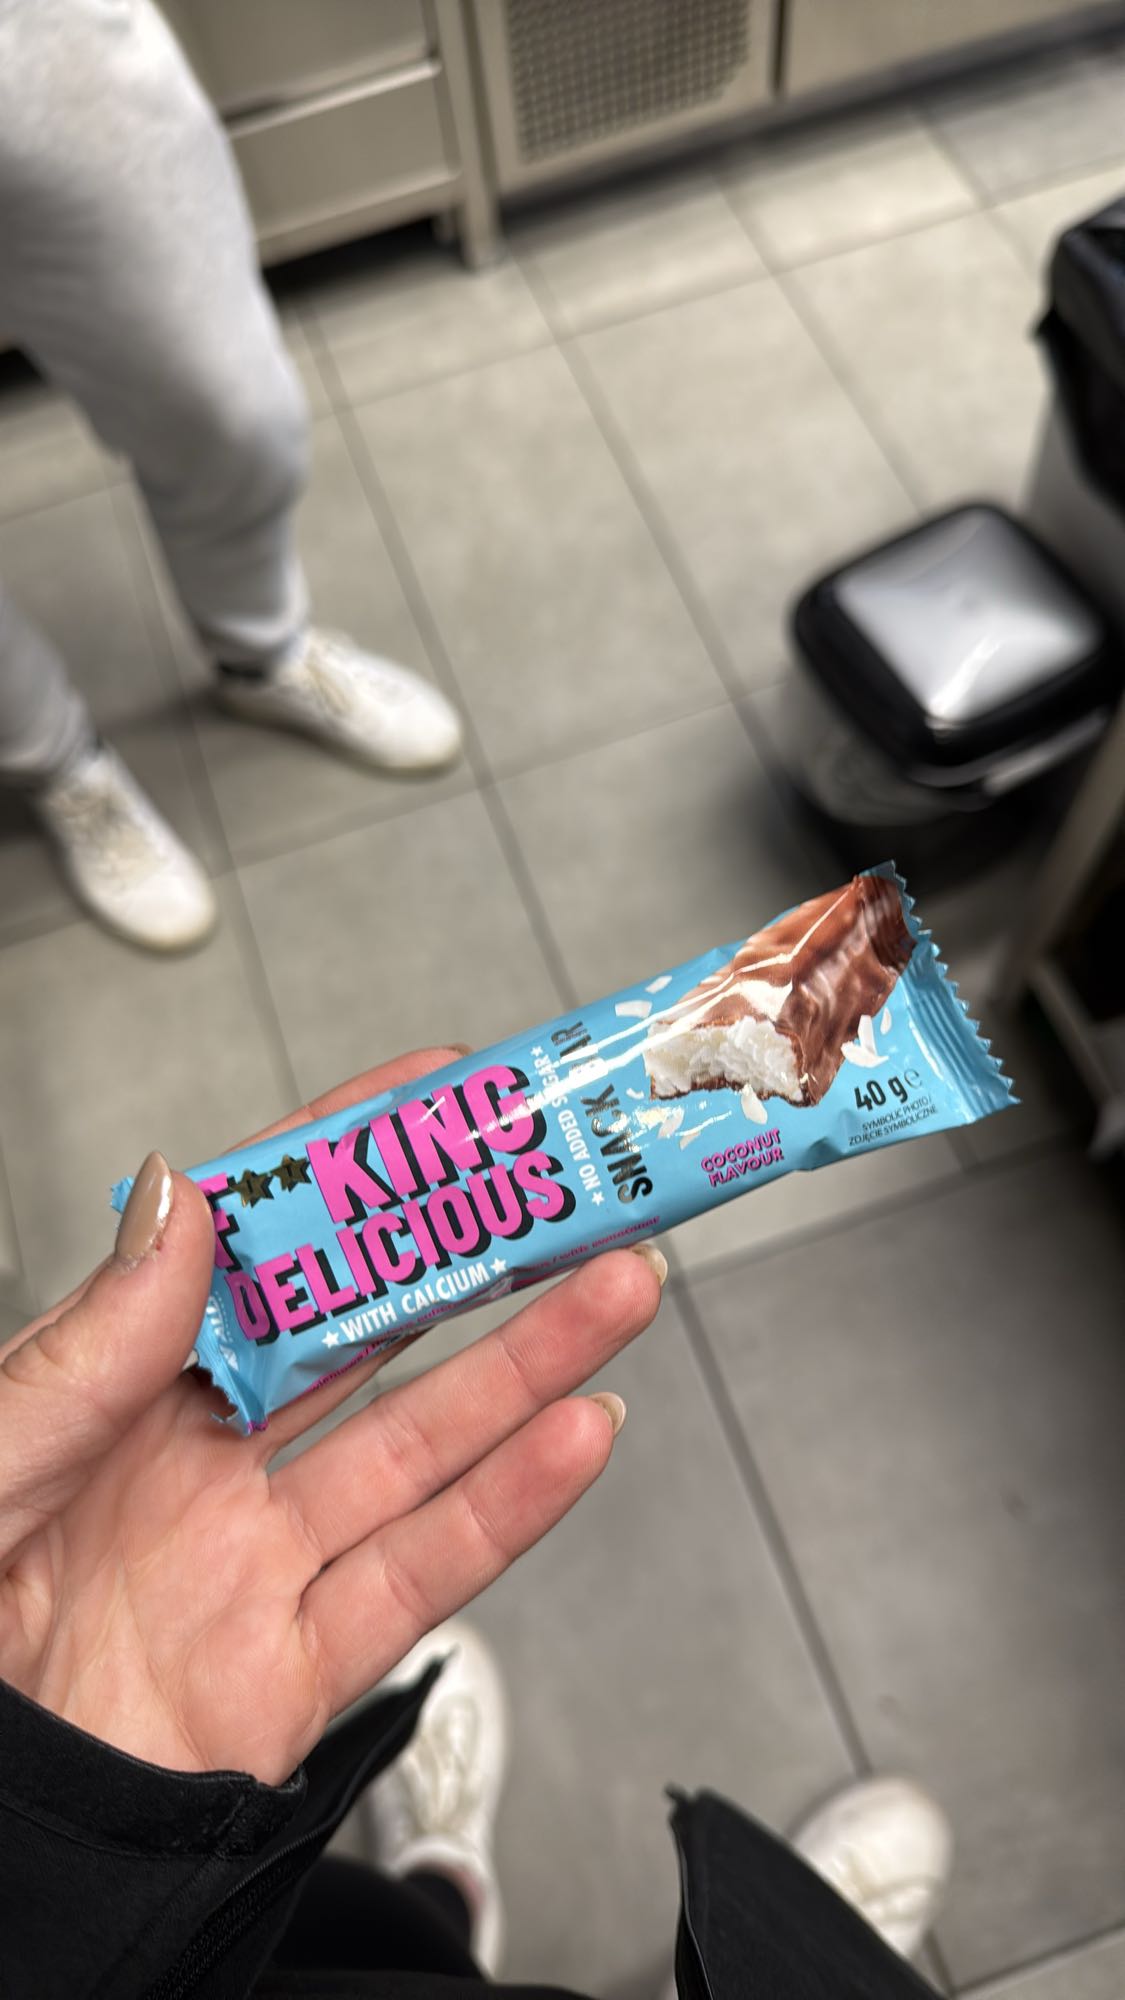 F**KING
DELICIOUS
★ WITH CALCIUM ★
★ NO ADDED SUGAR ★
SNACK BAR
COCONUT
FLAVOUR
40 g e
SYMBOLIC PHOTO/
ZDJĘCIE SYMBOLICZNE